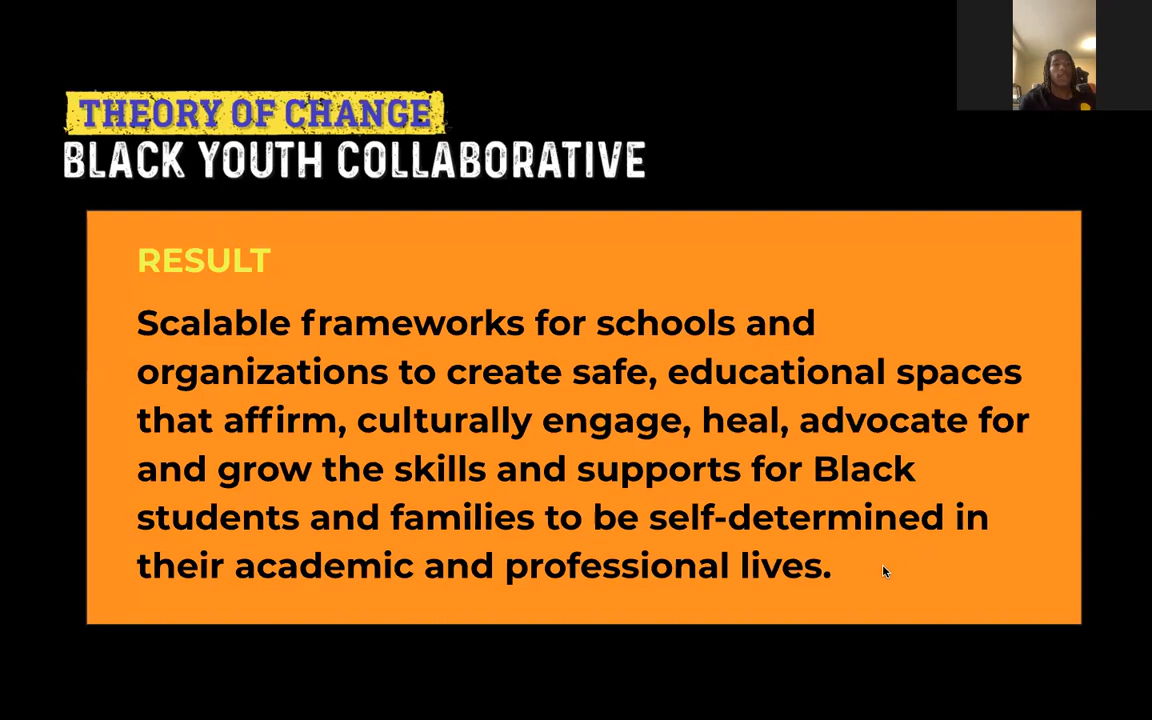 THEORY OF CHANGE
BLACK YOUTH COLLABORATIVE
RESULT
Scalable frameworks for schools and
organizations to create safe, educational spaces
that affirm, culturally engage, heal, advocate for
and grow the skills and supports for Black
students and families to be self-determined in
their academic and professional lives.